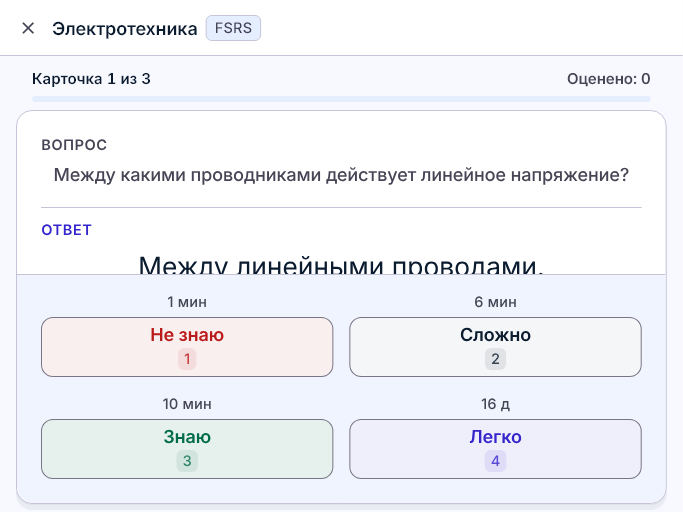 Электротехника FSRS
Карточка 1 из 3
Оценено: 0
ВОПРОС
Между какими проводниками действует линейное напряжение?
ОТВЕТ
Между линейными проводами.
1 мин
6 мин
Не знаю
Сложно
1
2
10 мин
16 д
Знаю
Легко
3
4